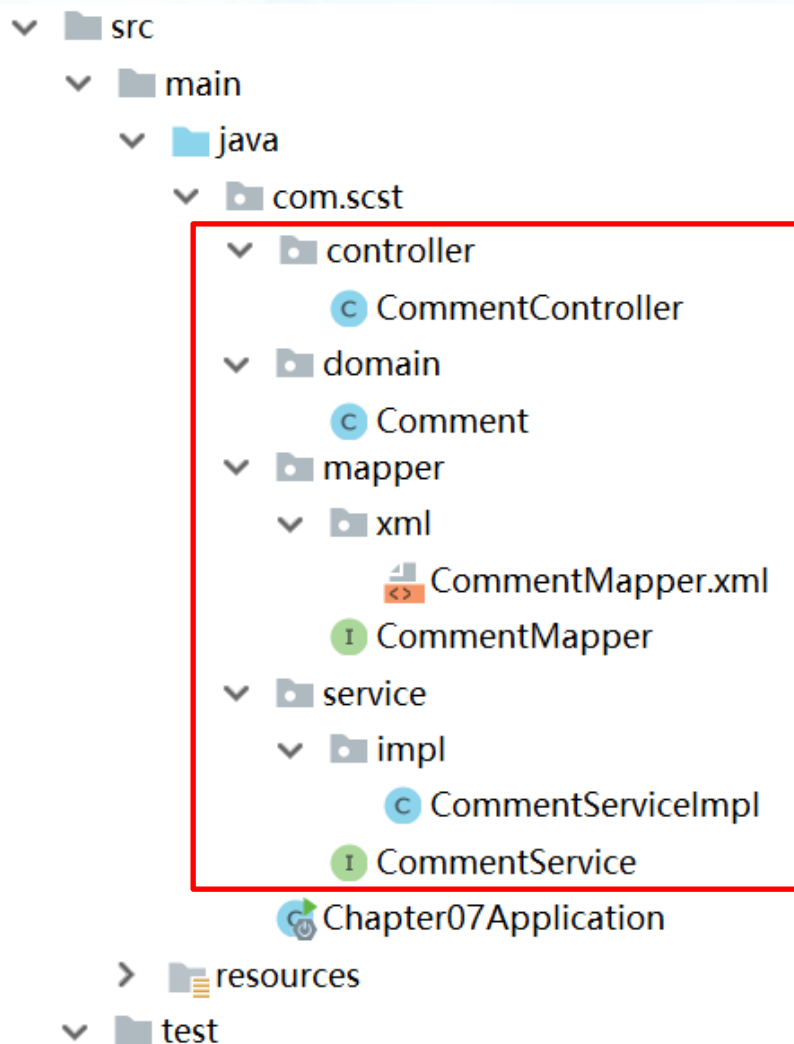 src
main
java
com.scst
controller
C CommentController
domain
C Comment
mapper
xml
<> CommentMapper.xml
I CommentMapper
service
impl
C CommentServiceImpl
I CommentService
C Chapter07Application
resources
test